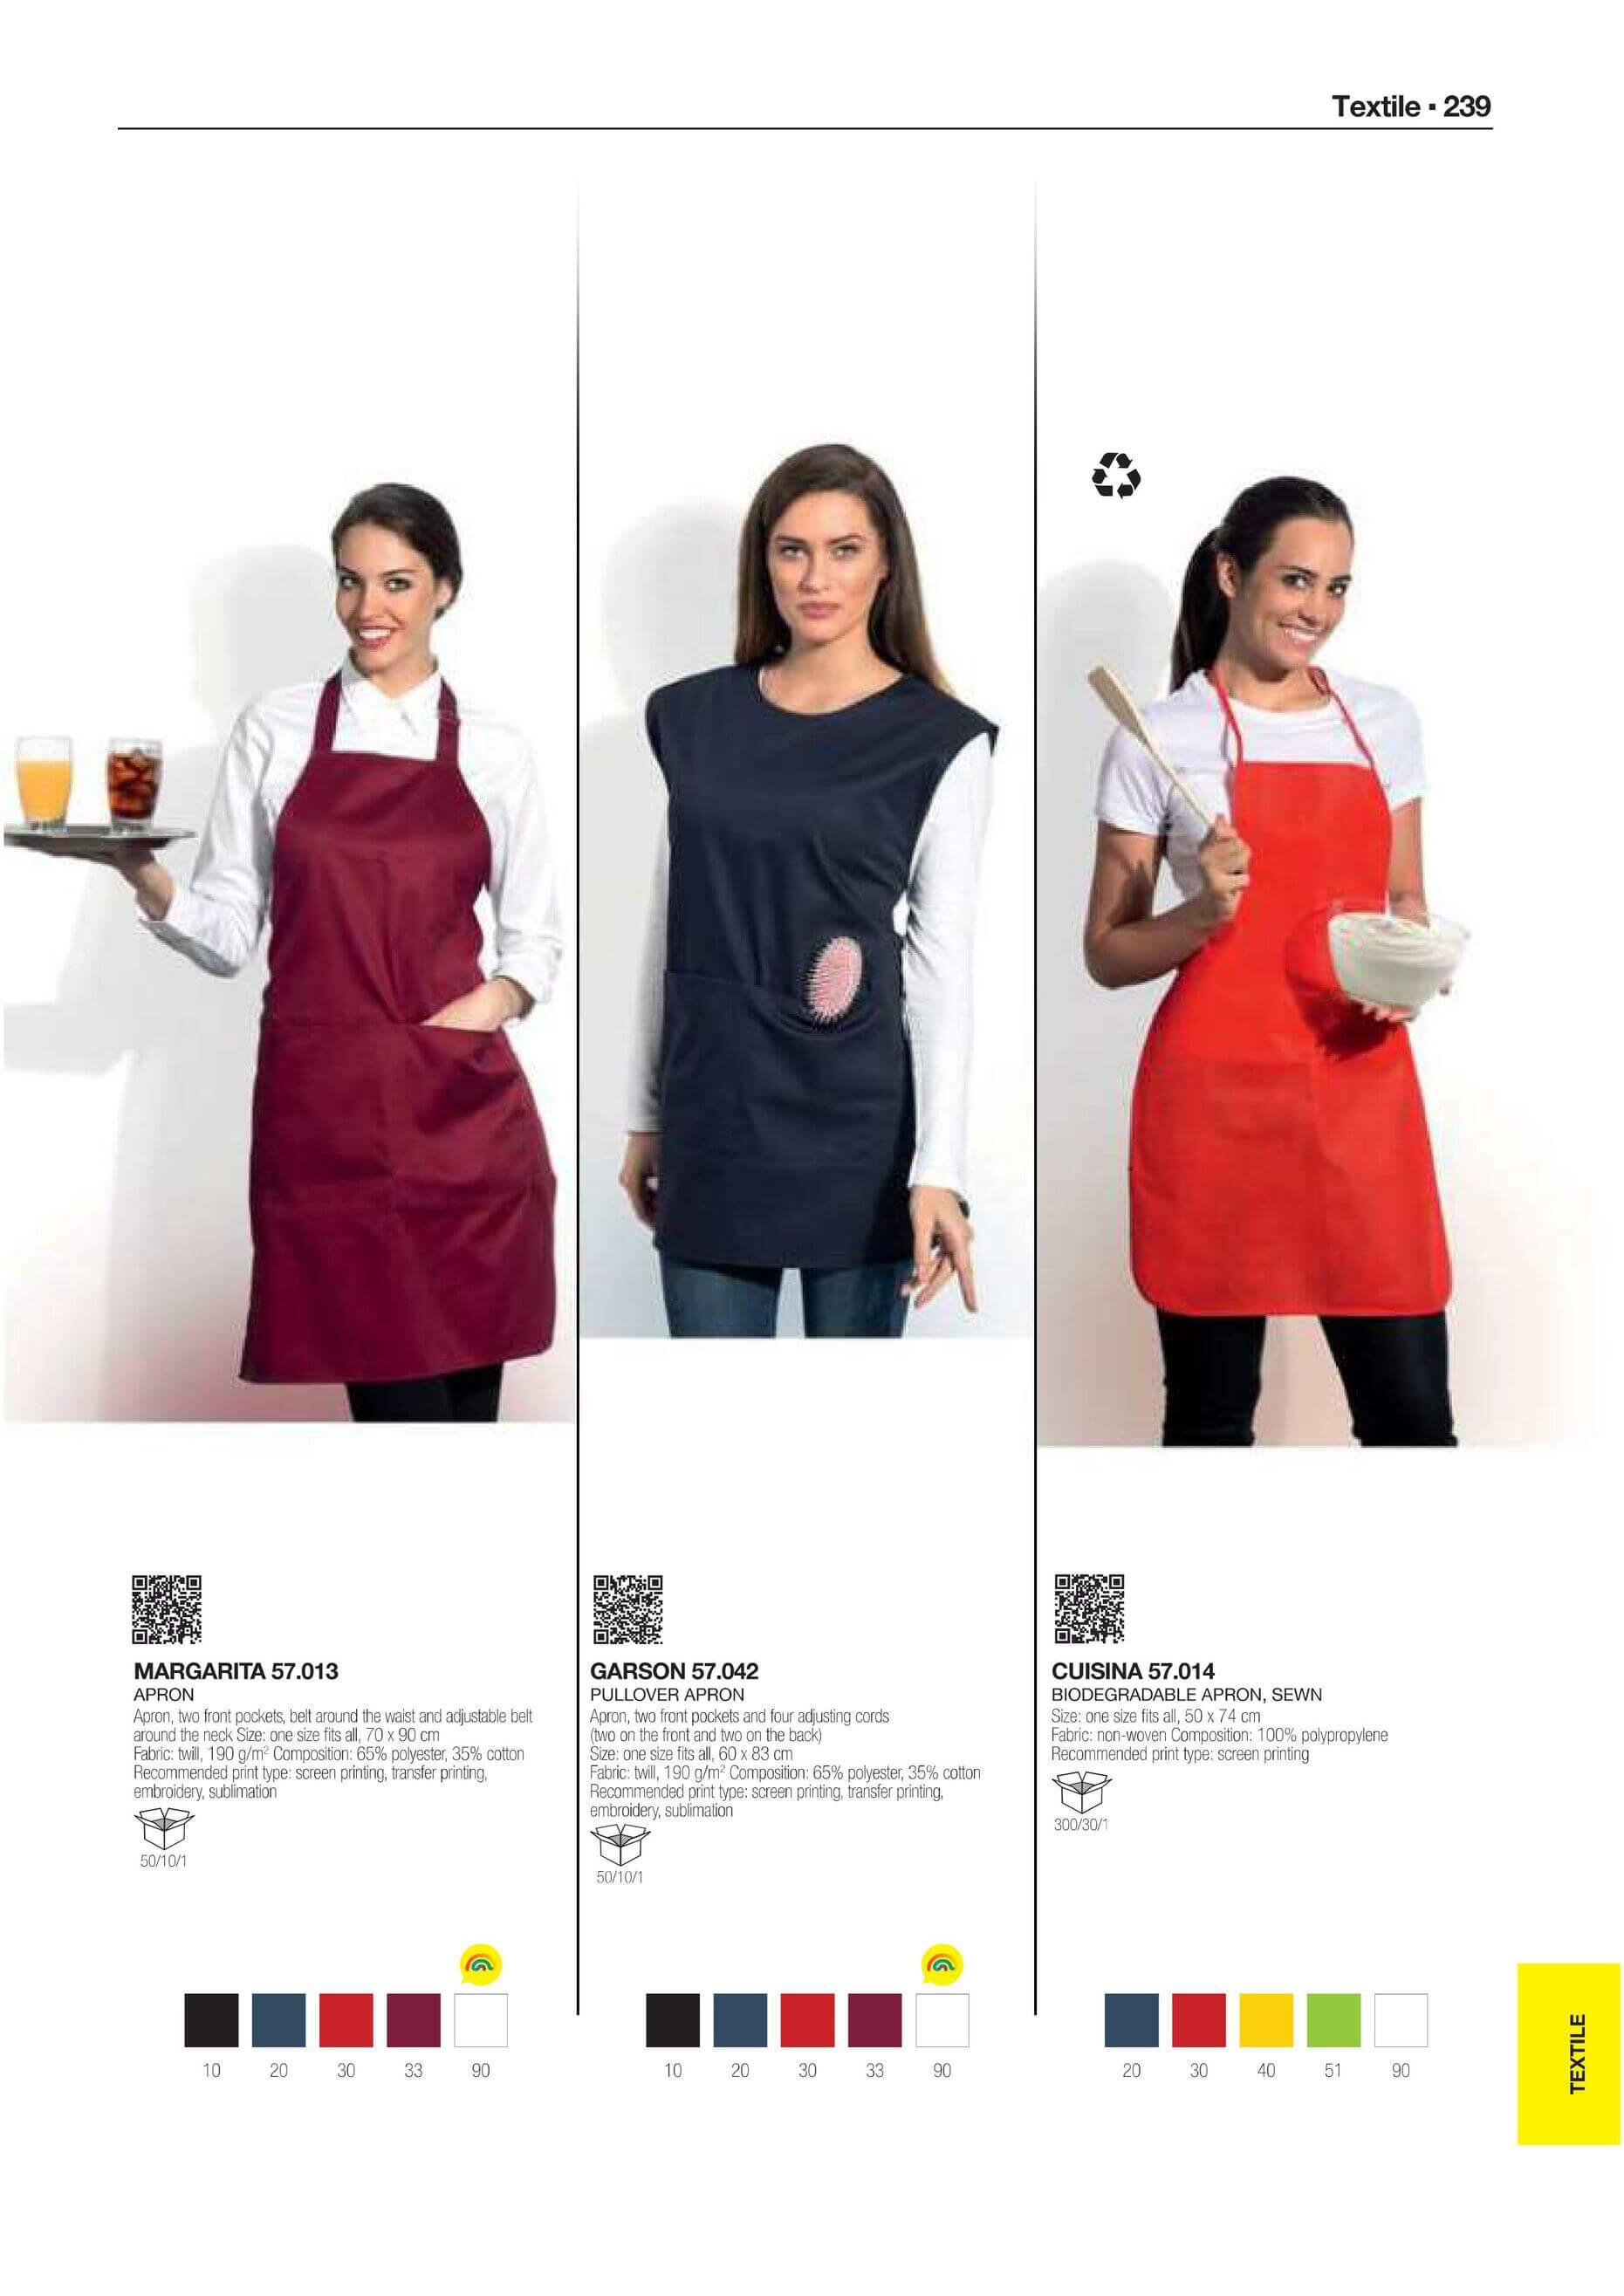 Textile ▪ 239
MARGARITA 57.013
APRON
Apron, two front pockets, belt around the waist and adjustable belt
around the neck Size: one size fits all, 70 x 90 cm
Fabric: twill, 190 g/m² Composition: 65% polyester, 35% cotton
Recommended print type: screen printing, transfer printing,
embroidery, sublimation
50/10/1
10 20 30 33 90
GARSON 57.042
PULLOVER APRON
Apron, two front pockets and four adjusting cords
(two on the front and two on the back)
Size: one size fits all, 60 x 83 cm
Fabric: twill, 190 g/m² Composition: 65% polyester, 35% cotton
Recommended print type: screen printing, transfer printing,
embroidery, sublimation
50/10/1
10 20 30 33 90
CUISINA 57.014
BIODEGRADABLE APRON, SEWN
Size: one size fits all, 50 x 74 cm
Fabric: non-woven Composition: 100% polypropylene
Recommended print type: screen printing
300/30/1
20 30 40 51 90
TEXTILE